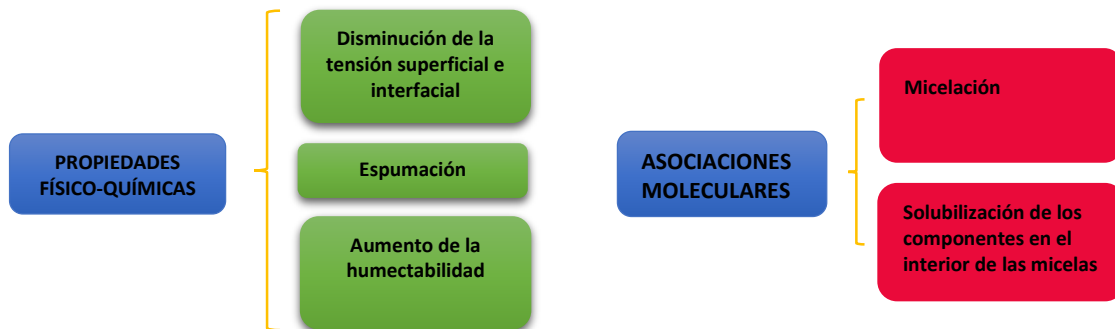 PROPIEDADES
FÍSICO-QUÍMICAS
Disminución de la
tensión superficial e
interfacial
Espumación
Aumento de la
humectabilidad
ASOCIACIONES
MOLECULARES
Micelación
Solubilización de los
componentes en el
interior de las micelas